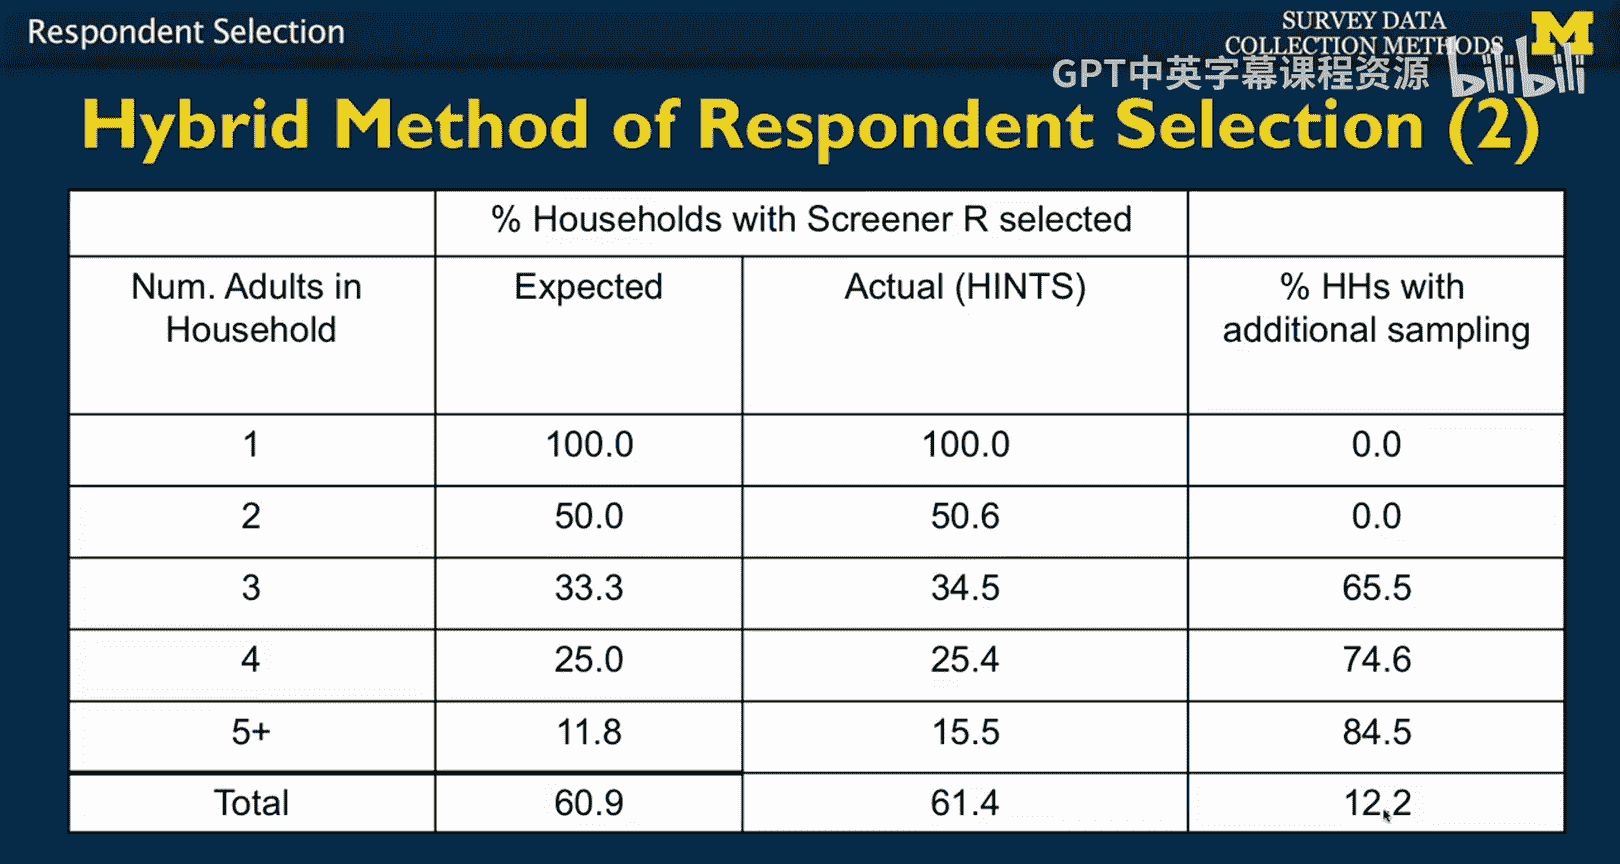 Respondent Selection
SURVEY DATA
COLLECTION METHODS
M
GPT中英字幕课程资源 bilibili
Hybrid Method of Respondent Selection (2)
% Households with Screener R selected
Num. Adults in
Household
Expected
Actual (HINTS)
% HHs with
additional sampling
1 100.0 100.0 0.0
2 50.0 50.6 0.0
3 33.3 34.5 65.5
4 25.0 25.4 74.6
5+ 11.8 15.5 84.5
Total 60.9 61.4 12.2